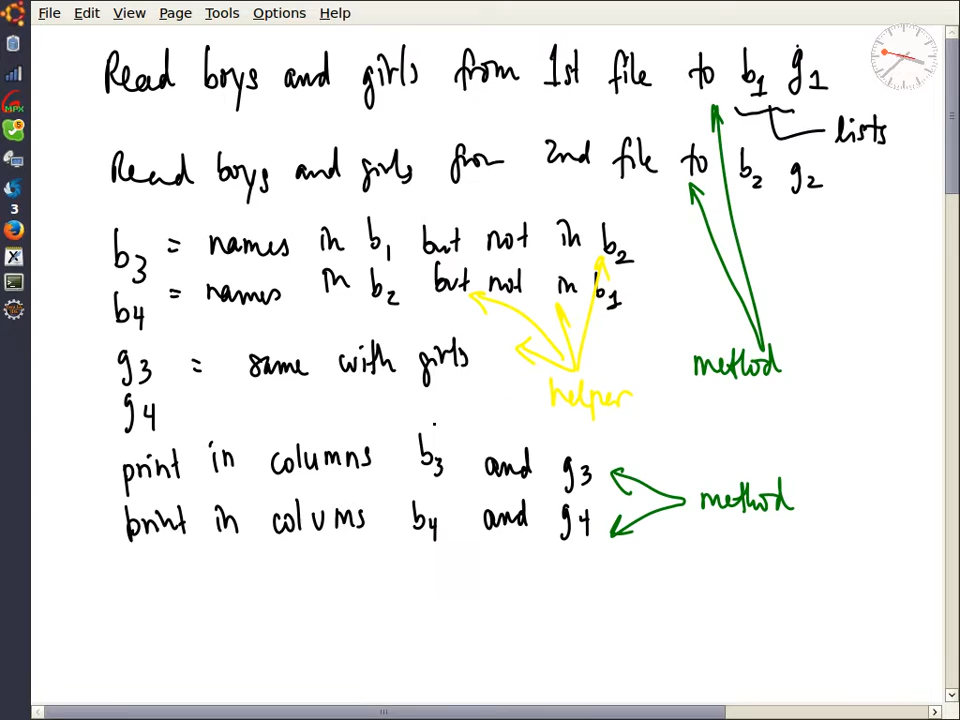 File Edit View Page Tools Options Help
Read boys and girls from 1st file to b1 g1
lists
Read boys and girls from 2nd file to b2 g2
b3 = names in b1 but not in b2
b4 = names in b2 but not in b1
g3 = same with girls
g4
method
helper
print in columns b3 and g3
print in colums b4 and g4
method
MPX
5
3